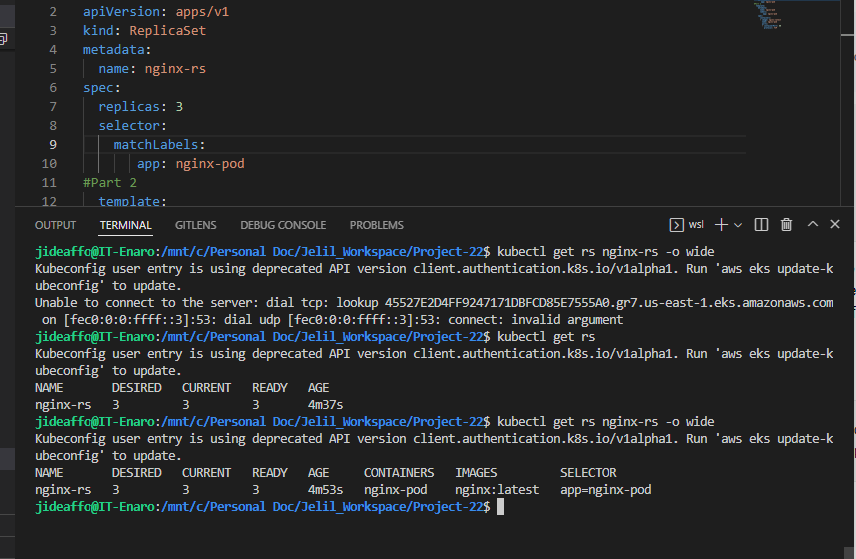 2 apiVersion: apps/v1
3 kind: ReplicaSet
4 metadata:
5 name: nginx-rs
6 spec:
7 replicas: 3
8 selector:
9 matchLabels:
10 app: nginx-pod
11 #Part 2
12 template:
OUTPUT TERMINAL GITLENS DEBUG CONSOLE PROBLEMS wsl
jideaffo@IT-Enaro:/mnt/c/Personal Doc/Jelil_Workspace/Project-22$ kubectl get rs nginx-rs -o wide
Kubeconfig user entry is using deprecated API version client.authentication.k8s.io/v1alpha1. Run 'aws eks update-k
ubeconfig' to update.
Unable to connect to the server: dial tcp: lookup 45527E2D4FF9247171DBFCD85E7555A0.gr7.us-east-1.eks.amazonaws.com
on [fec0:0:0:ffff::3]:53: dial udp [fec0:0:0:ffff::3]:53: connect: invalid argument
jideaffo@IT-Enaro:/mnt/c/Personal Doc/Jelil_Workspace/Project-22$ kubectl get rs
Kubeconfig user entry is using deprecated API version client.authentication.k8s.io/v1alpha1. Run 'aws eks update-k
ubeconfig' to update.
NAME DESIRED CURRENT READY AGE
nginx-rs 3 3 3 4m37s
jideaffo@IT-Enaro:/mnt/c/Personal Doc/Jelil_Workspace/Project-22$ kubectl get rs nginx-rs -o wide
Kubeconfig user entry is using deprecated API version client.authentication.k8s.io/v1alpha1. Run 'aws eks update-k
ubeconfig' to update.
NAME DESIRED CURRENT READY AGE CONTAINERS IMAGES SELECTOR
nginx-rs 3 3 3 4m53s nginx-pod nginx:latest app=nginx-pod
jideaffo@IT-Enaro:/mnt/c/Personal Doc/Jelil_Workspace/Project-22$